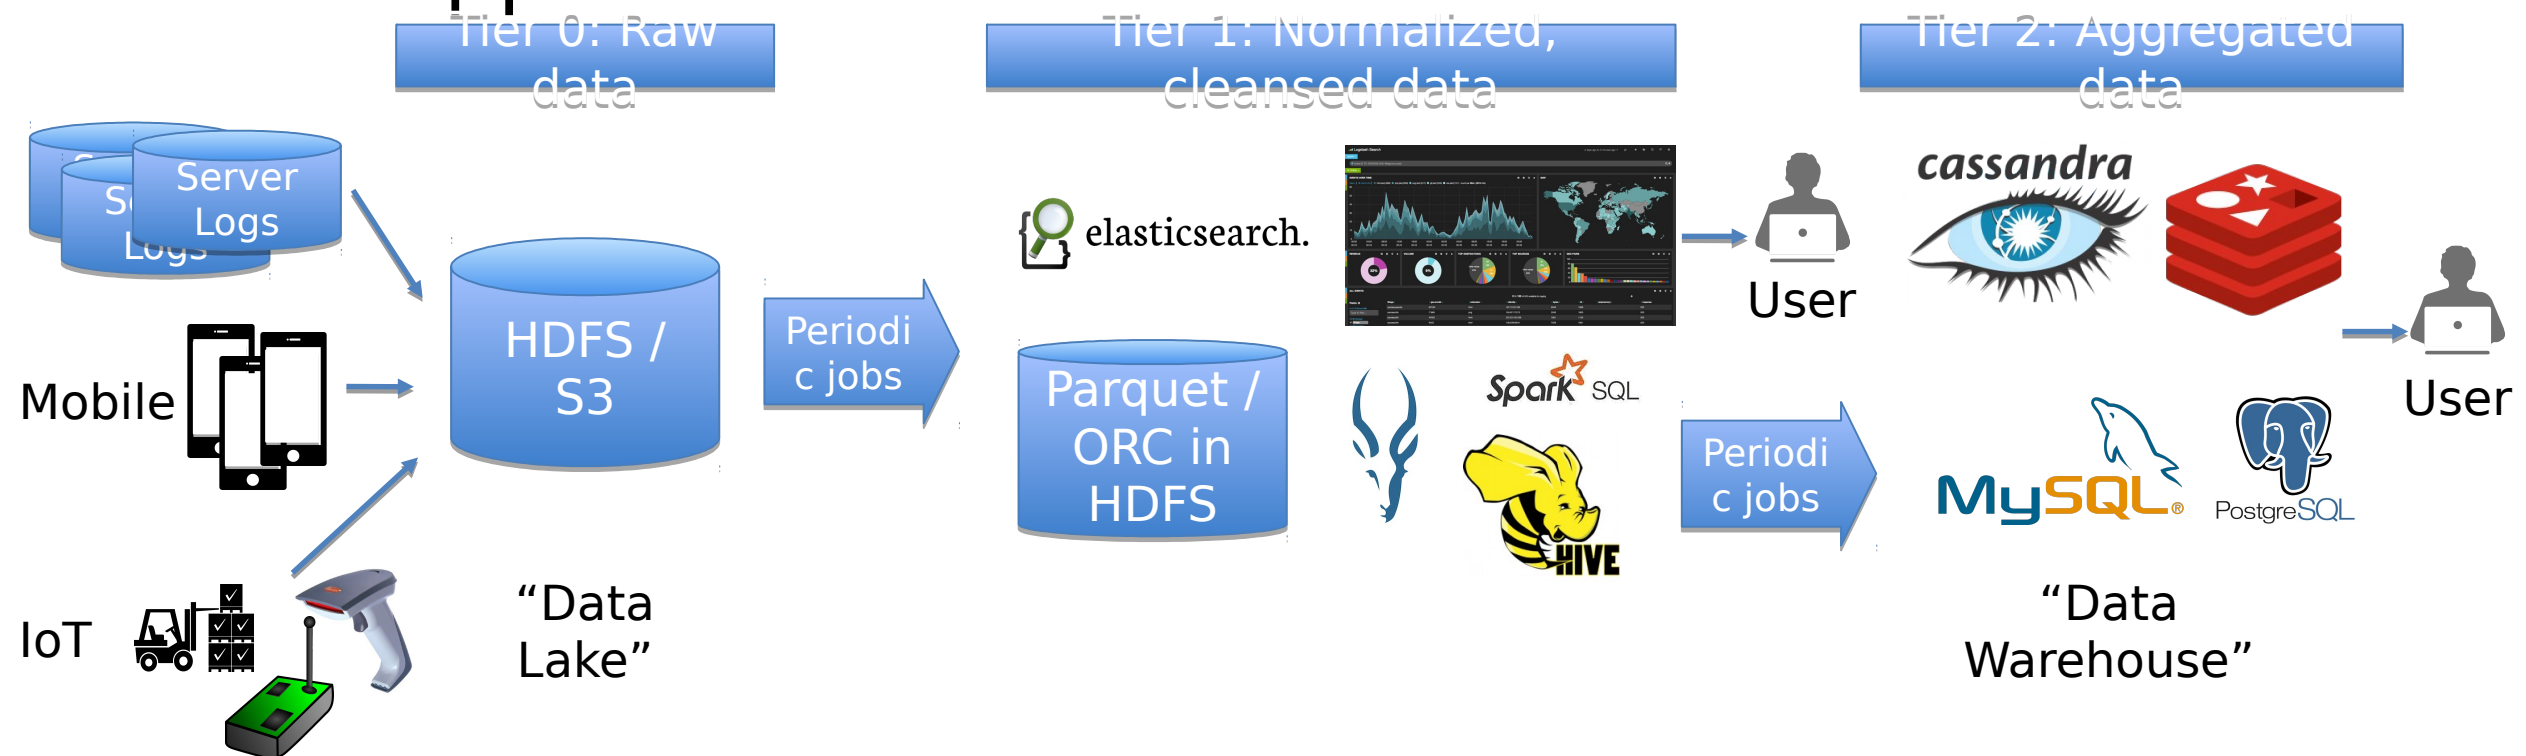 Tier 0: Raw
data
Tier 1: Normalized,
cleansed data
Tier 2: Aggregated
data
Server
Logs
Logs
Mobile
IoT
HDFS /
S3
“Data
Lake”
Periodi
c jobs
elasticsearch.
Parquet /
ORC in
HDFS
Spark SQL
HIVE
User
Periodi
c jobs
cassandra
MySQL®
PostgreSQL
“Data
Warehouse”
User